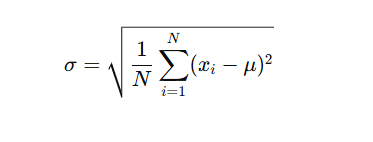 σ = √(1/N ∑_{i=1}^{N} (x_i − μ)²)